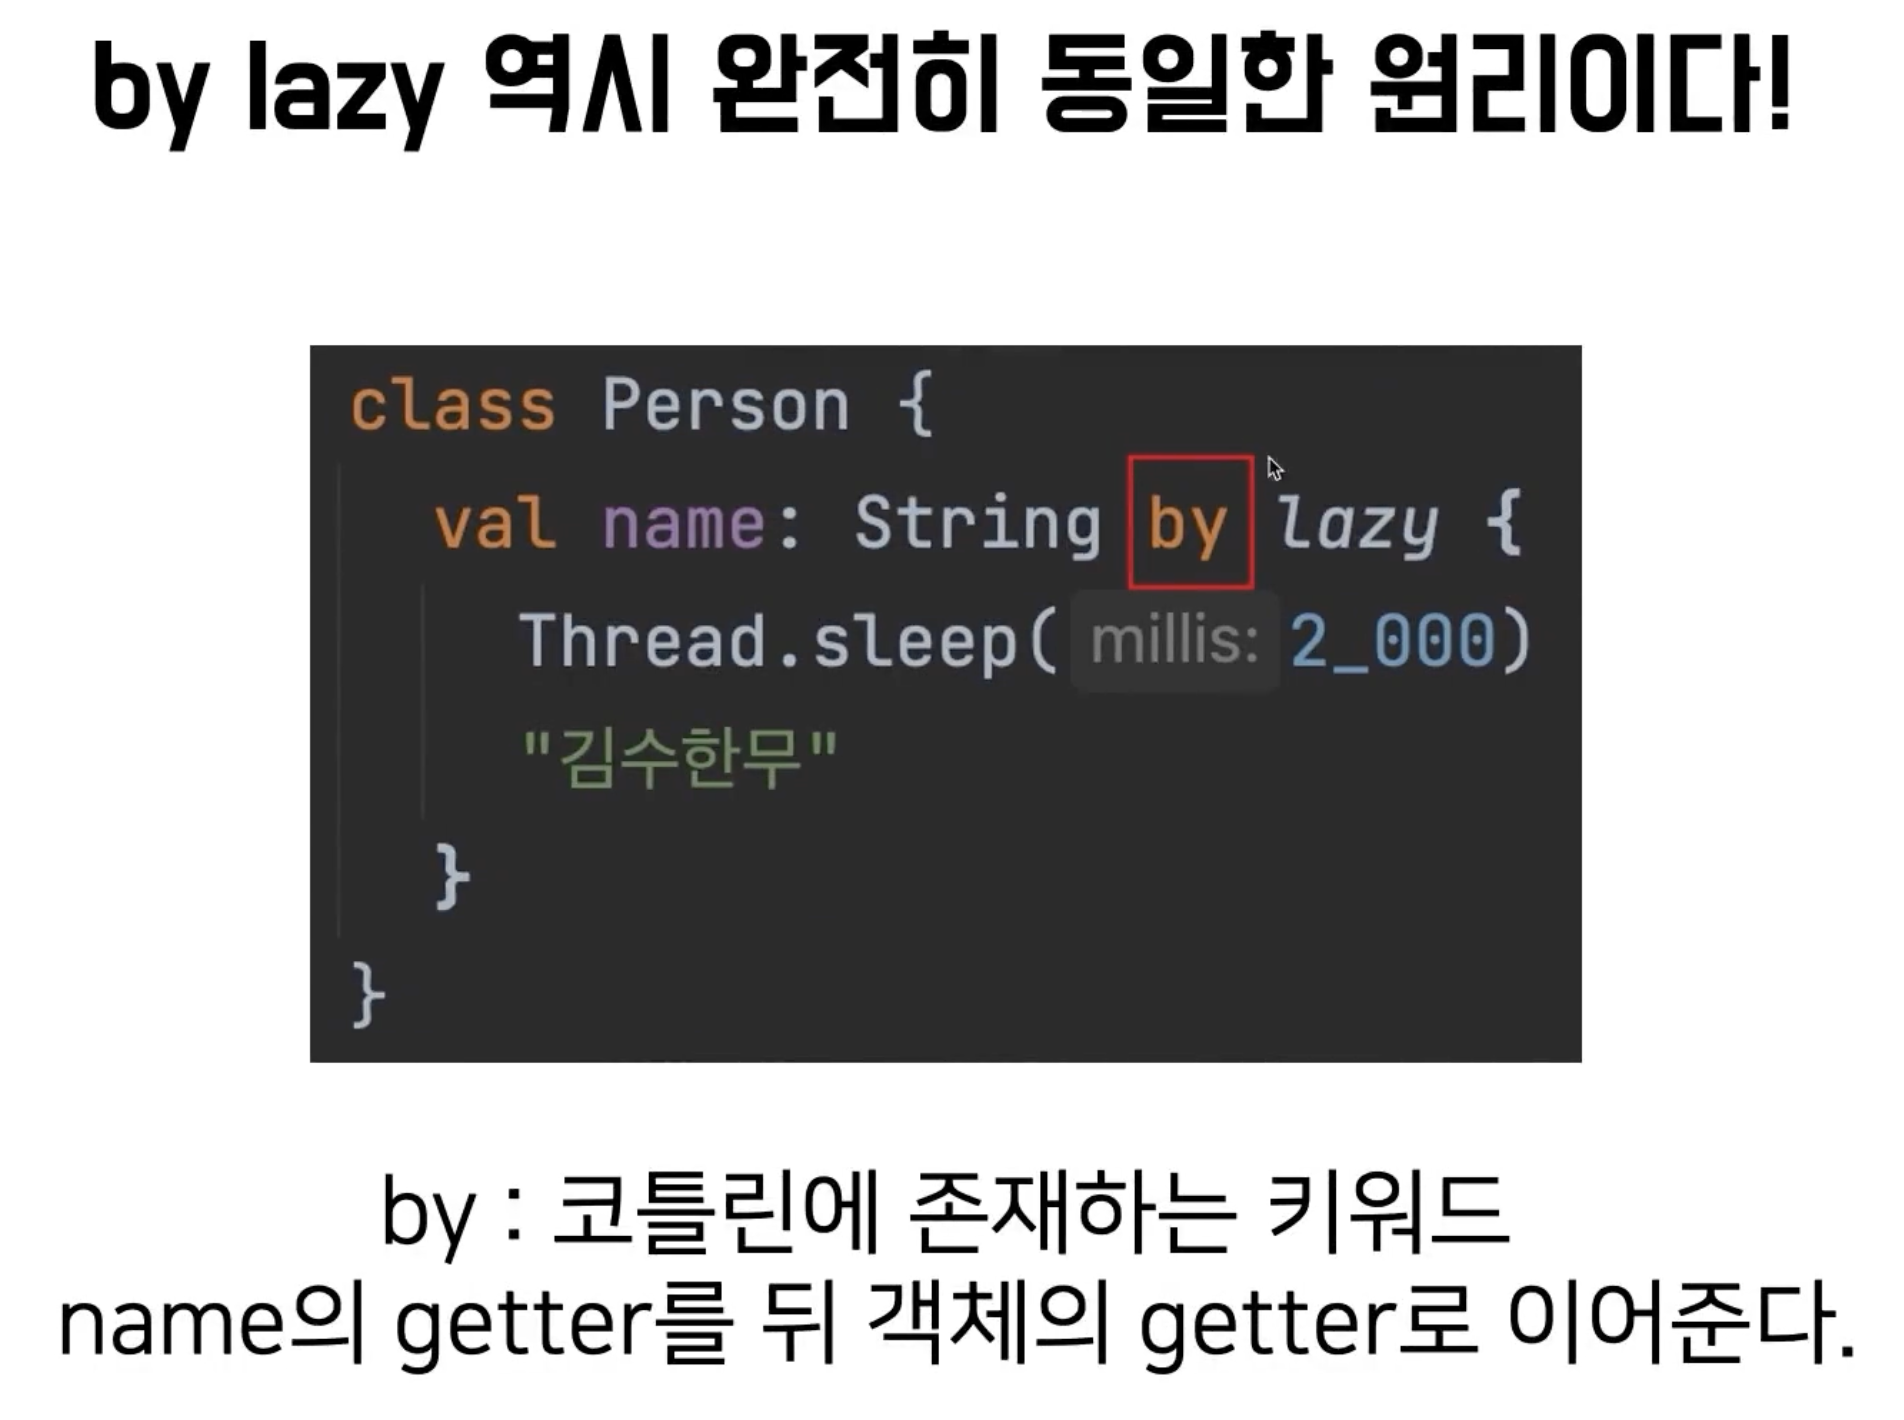 by lazy 역시 완전히 동일한 원리이다!
class Person {
val name: String by lazy {
Thread.sleep( millis: 2_000)
"김수한무"
}
}
by : 코틀린에 존재하는 키워드
name의 getter를 뒤 객체의 getter로 이어준다.